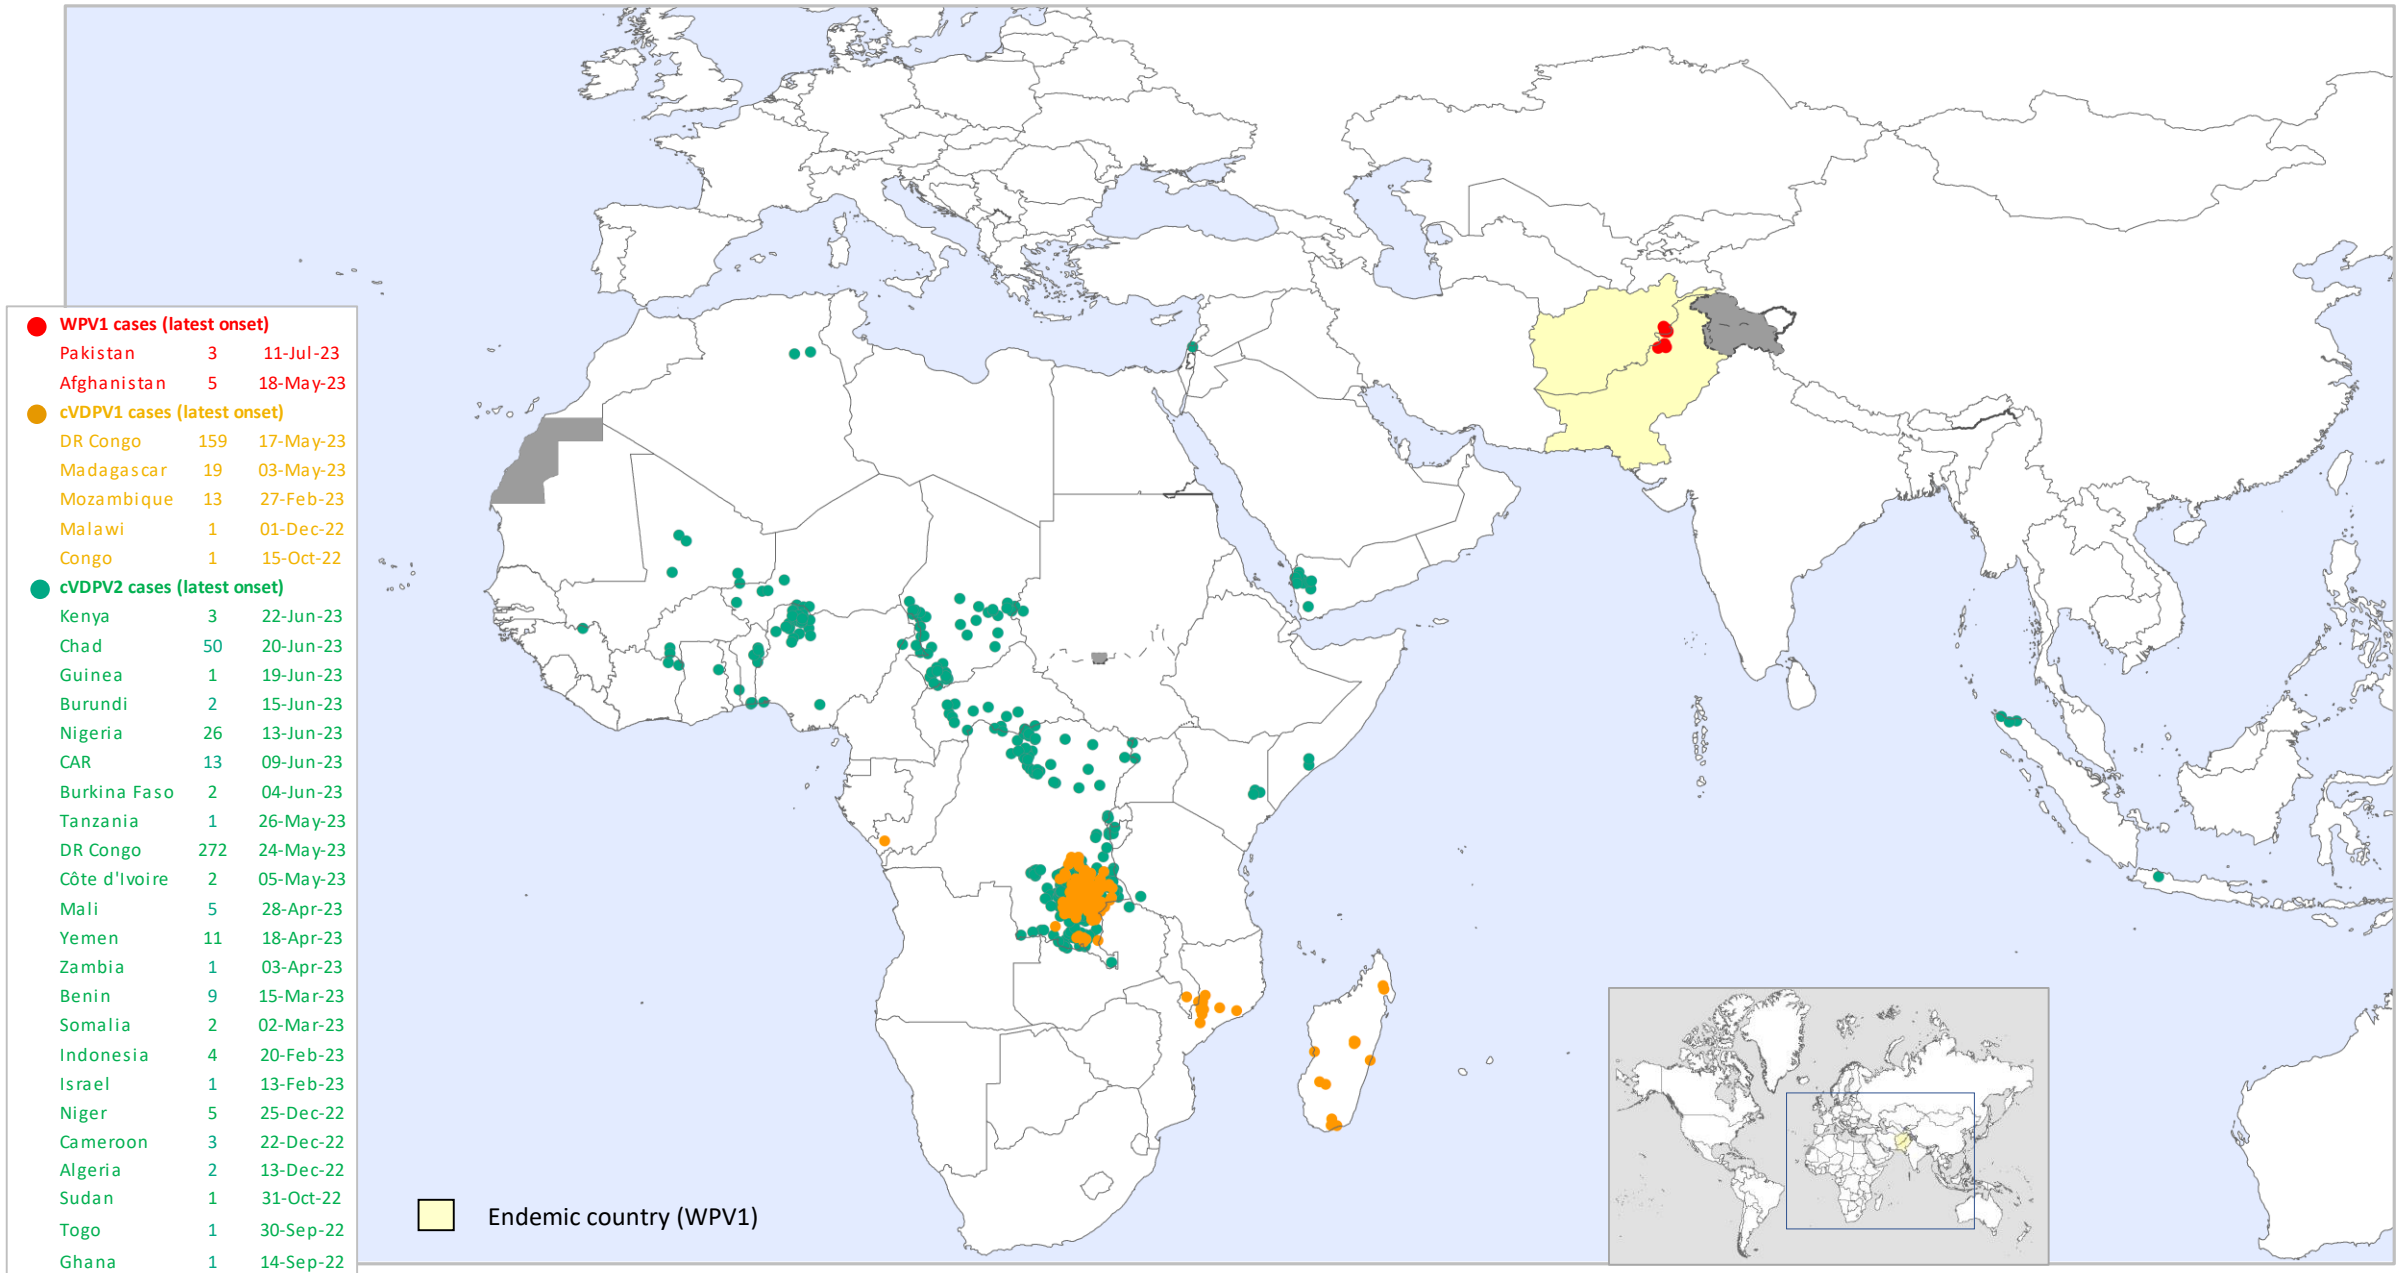 WPV1 cases (latest onset)
Pakistan 3 11-Jul-23
Afghanistan 5 18-May-23
cVDPV1 cases (latest onset)
DR Congo 159 17-May-23
Madagascar 19 03-May-23
Mozambique 13 27-Feb-23
Malawi 1 01-Dec-22
Congo 1 15-Oct-22
cVDPV2 cases (latest onset)
Kenya 3 22-Jun-23
Chad 50 20-Jun-23
Guinea 1 19-Jun-23
Burundi 2 15-Jun-23
Nigeria 26 13-Jun-23
CAR 13 09-Jun-23
Burkina Faso 2 04-Jun-23
Tanzania 1 26-May-23
DR Congo 272 24-May-23
Côte d'Ivoire 2 05-May-23
Mali 5 28-Apr-23
Yemen 11 18-Apr-23
Zambia 1 03-Apr-23
Benin 9 15-Mar-23
Somalia 2 02-Mar-23
Indonesia 4 20-Feb-23
Israel 1 13-Feb-23
Niger 5 25-Dec-22
Cameroon 3 22-Dec-22
Algeria 2 13-Dec-22
Sudan 1 31-Oct-22
Togo 1 30-Sep-22
Ghana 1 14-Sep-22
Endemic country (WPV1)